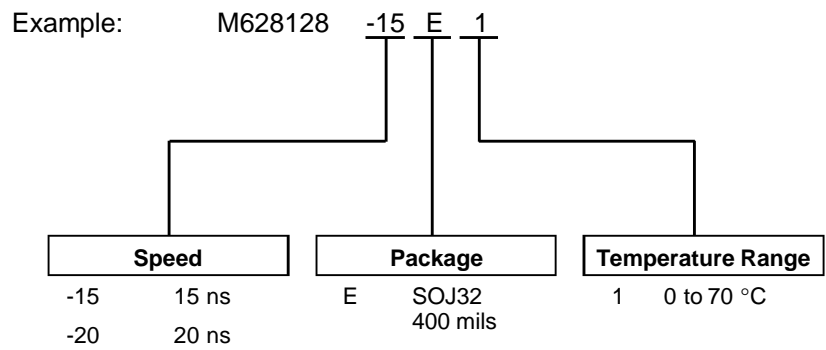 Example: M628128 -15 E 1
Speed Package Temperature Range
-15 15 ns E SOJ32 1 0 to 70 °C
400 mils
-20 20 ns